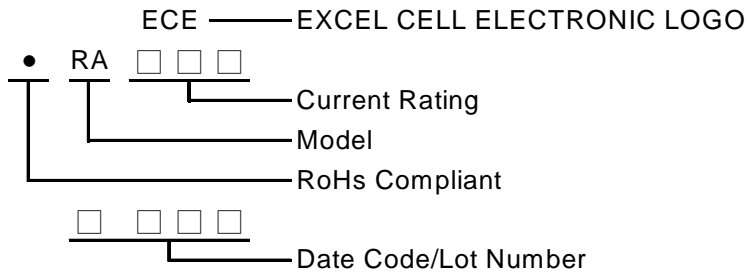 ECE EXCEL CELL ELECTRONIC LOGO
● RA □ □ □
Current Rating
Model
RoHs Compliant
□ □ □ □
Date Code/Lot Number